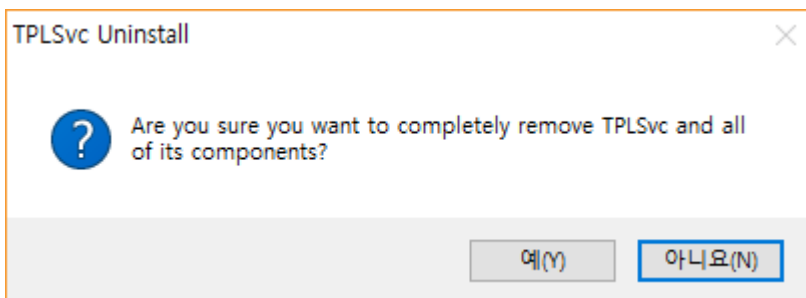 TPLSvc Uninstall
Are you sure you want to completely remove TPLSvc and all
of its components?
예(Y)
아니요(N)